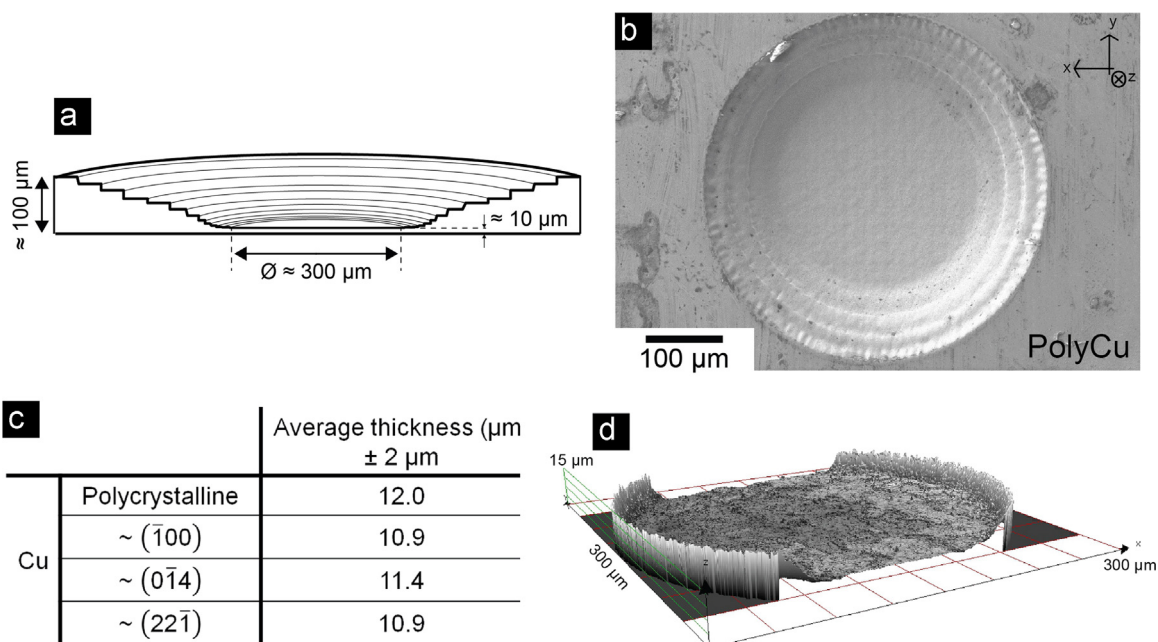 a
≈ 100 µm
≈ 10 µm
Ø ≈ 300 µm
b
y
x
z
100 µm
PolyCu
c
Average thickness (µm
± 2 µm
Cu
Polycrystalline 12.0
~ (1̄00) 10.9
~ (01̄4) 11.4
~ (221̄) 10.9
d
15 µm
y
300 µm
z
x
300 µm